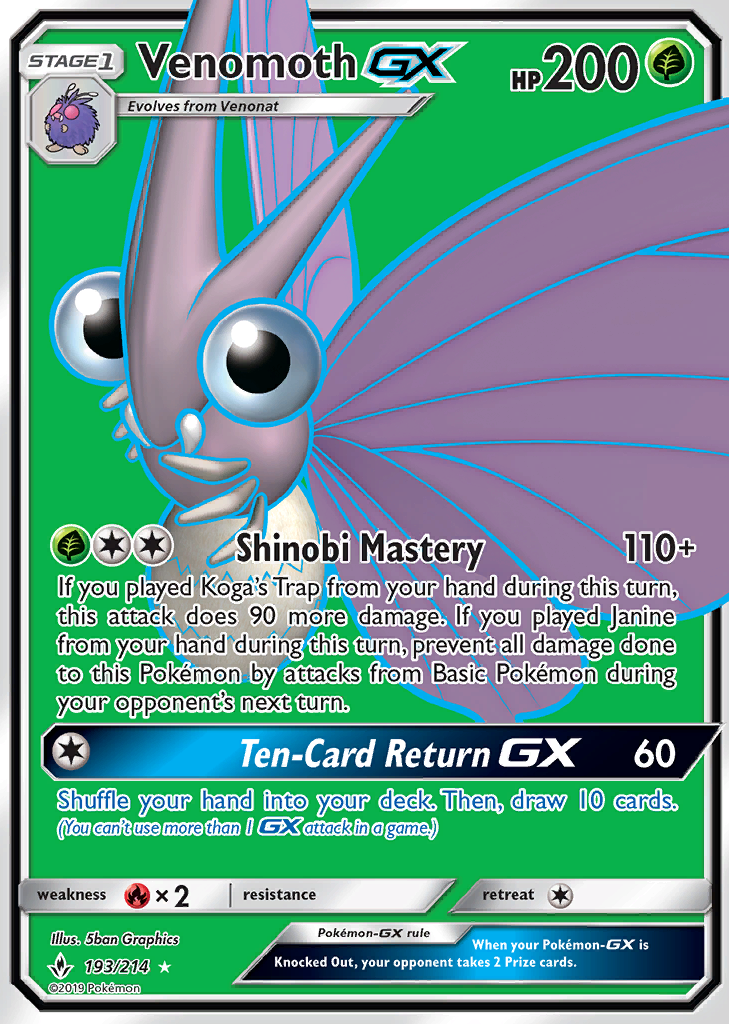 STAGE1 Venomoth GX HP200
Evolves from Venonat
Shinobi Mastery 110+
If you played Koga's Trap from your hand during this turn,
this attack does 90 more damage. If you played Janine
from your hand during this turn, prevent all damage done
to this Pokémon by attacks from Basic Pokémon during
your opponent's next turn.
Ten-Card Return GX 60
Shuffle your hand into your deck. Then, draw 10 cards.
(You can't use more than 1 GX attack in a game.)
weakness ×2 resistance retreat
Illus. 5ban Graphics
193/214
©2019 Pokémon
Pokémon-GX rule
When your Pokémon-GX is
Knocked Out, your opponent takes 2 Prize cards.